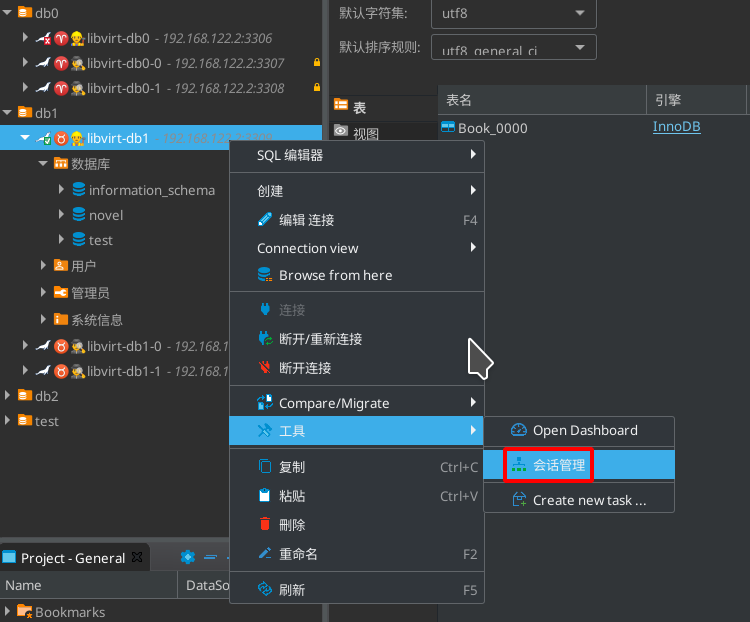 db0
libvirt-db0 - 192.168.122.2:3306
libvirt-db0-0 - 192.168.122.2:3307
libvirt-db0-1 - 192.168.122.2:3308
db1
libvirt-db1
数据库
information_schema
novel
test
用户
管理员
系统信息
libvirt-db1-0 - 192.168.1
libvirt-db1-1 - 192.168.1
db2
test
默认字符集: utf8
默认排序规则: utf8_general_ci
表
视图
表名 引擎
Book_0000 InnoDB
SQL 编辑器
创建
编辑 连接 F4
Connection view
Browse from here
连接
断开/重新连接
断开连接
Compare/Migrate
工具
复制 Ctrl+C
粘贴 Ctrl+V
删除
重命名 F2
刷新 F5
Open Dashboard
会话管理
Create new task ...
Project - General
Name DataSo
Bookmarks